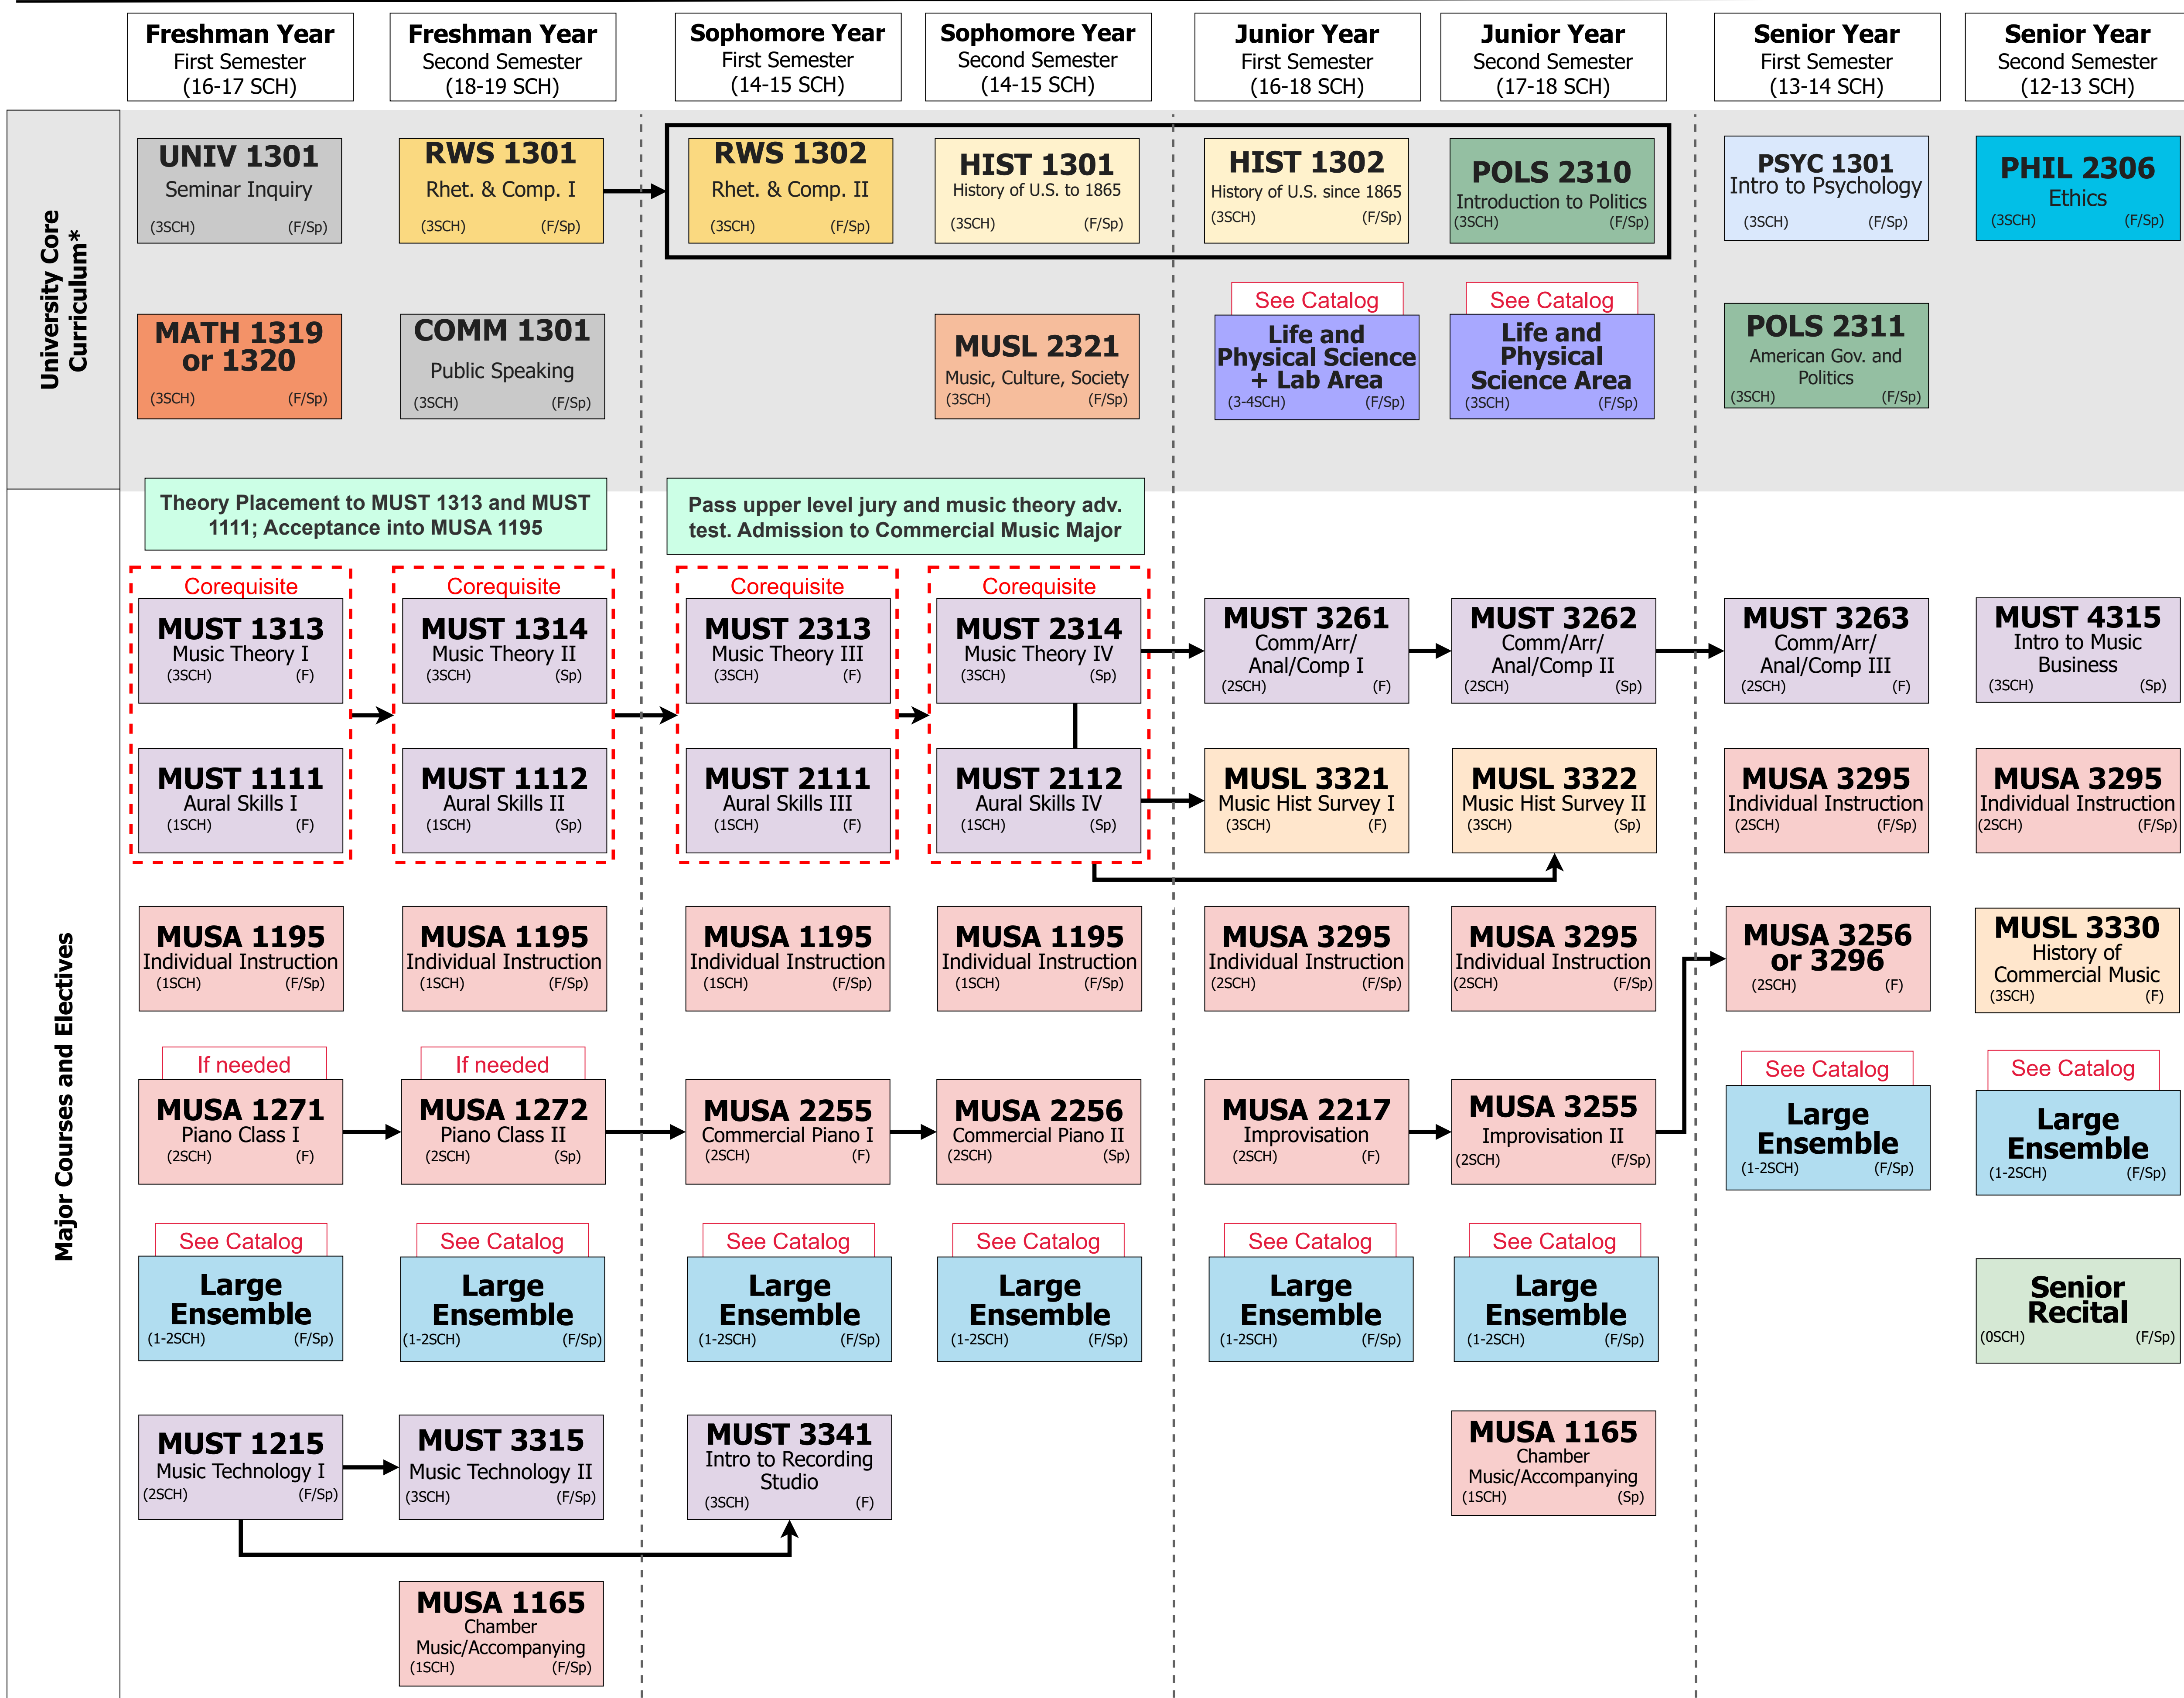 Freshman Year
First Semester
(16-17 SCH)
Freshman Year
Second Semester
(18-19 SCH)
Sophomore Year
First Semester
(14-15 SCH)
Sophomore Year
Second Semester
(14-15 SCH)
Junior Year
First Semester
(16-18 SCH)
Junior Year
Second Semester
(17-18 SCH)
Senior Year
First Semester
(13-14 SCH)
Senior Year
Second Semester
(12-13 SCH)
University Core
Curriculum*
UNIV 1301
Seminar Inquiry
(3SCH) (F/Sp)
RWS 1301
Rhet. & Comp. I
(3SCH) (F/Sp)
RWS 1302
Rhet. & Comp. II
(3SCH) (F/Sp)
HIST 1301
History of U.S. to 1865
(3SCH) (F/Sp)
HIST 1302
History of U.S. since 1865
(3SCH) (F/Sp)
POLS 2310
Introduction to Politics
(3SCH) (F/Sp)
PSYC 1301
Intro to Psychology
(3SCH) (F/Sp)
PHIL 2306
Ethics
(3SCH) (F/Sp)
MATH 1319
or 1320
(3SCH) (F/Sp)
COMM 1301
Public Speaking
(3SCH) (F/Sp)
MUSL 2321
Music, Culture, Society
(3SCH) (F/Sp)
See Catalog
Life and
Physical Science
+ Lab Area
(3-4SCH) (F/Sp)
See Catalog
Life and
Physical
Science Area
(3SCH) (F/Sp)
POLS 2311
American Gov. and
Politics
(3SCH) (F/Sp)
Major Courses and Electives
Theory Placement to MUST 1313 and MUST
1111; Acceptance into MUSA 1195
Pass upper level jury and music theory adv.
test. Admission to Commercial Music Major
Corequisite
MUST 1313
Music Theory I
(3SCH) (F)
Corequisite
MUST 1314
Music Theory II
(3SCH) (Sp)
Corequisite
MUST 2313
Music Theory III
(3SCH) (F)
Corequisite
MUST 2314
Music Theory IV
(3SCH) (Sp)
MUST 3261
Comm/Arr/
Anal/Comp I
(2SCH) (F)
MUST 3262
Comm/Arr/
Anal/Comp II
(2SCH) (Sp)
MUST 3263
Comm/Arr/
Anal/Comp III
(2SCH) (F)
MUST 4315
Intro to Music
Business
(3SCH) (Sp)
MUST 1111
Aural Skills I
(1SCH) (F)
MUST 1112
Aural Skills II
(1SCH) (Sp)
MUST 2111
Aural Skills III
(1SCH) (F)
MUST 2112
Aural Skills IV
(1SCH) (Sp)
MUSL 3321
Music Hist Survey I
(3SCH) (F)
MUSL 3322
Music Hist Survey II
(3SCH) (Sp)
MUSA 3295
Individual Instruction
(2SCH) (F/Sp)
MUSA 3295
Individual Instruction
(2SCH) (F/Sp)
MUSA 1195
Individual Instruction
(1SCH) (F/Sp)
MUSA 1195
Individual Instruction
(1SCH) (F/Sp)
MUSA 1195
Individual Instruction
(1SCH) (F/Sp)
MUSA 1195
Individual Instruction
(1SCH) (F/Sp)
MUSA 3295
Individual Instruction
(2SCH) (F/Sp)
MUSA 3295
Individual Instruction
(2SCH) (F/Sp)
MUSA 3256
or 3296
(2SCH) (F)
MUSL 3330
History of
Commercial Music
(3SCH) (F)
If needed
MUSA 1271
Piano Class I
(2SCH) (F)
If needed
MUSA 1272
Piano Class II
(2SCH) (Sp)
MUSA 2255
Commercial Piano I
(2SCH) (F)
MUSA 2256
Commercial Piano II
(2SCH) (Sp)
MUSA 2217
Improvisation
(2SCH) (F)
MUSA 3255
Improvisation II
(2SCH) (F/Sp)
See Catalog
Large
Ensemble
(1-2SCH) (F/Sp)
See Catalog
Large
Ensemble
(1-2SCH) (F/Sp)
See Catalog
Large
Ensemble
(1-2SCH) (F/Sp)
See Catalog
Large
Ensemble
(1-2SCH) (F/Sp)
See Catalog
Large
Ensemble
(1-2SCH) (F/Sp)
See Catalog
Large
Ensemble
(1-2SCH) (F/Sp)
See Catalog
Large
Ensemble
(1-2SCH) (F/Sp)
See Catalog
Large
Ensemble
(1-2SCH) (F/Sp)
Senior
Recital
(0SCH) (F/Sp)
MUST 1215
Music Technology I
(2SCH) (F/Sp)
MUST 3315
Music Technology II
(3SCH) (F/Sp)
MUST 3341
Intro to Recording
Studio
(3SCH) (F)
MUSA 1165
Chamber
Music/Accompanying
(1SCH) (Sp)
MUSA 1165
Chamber
Music/Accompanying
(1SCH) (F/Sp)